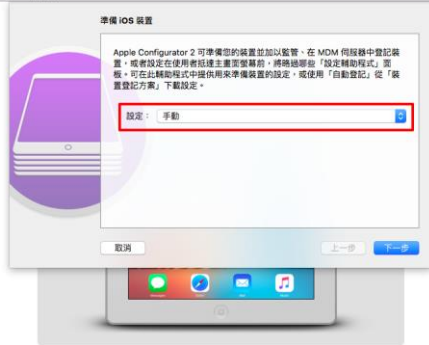 準備 iOS 裝置
Apple Configurator 2 可準備您的裝置並加以監管、在 MDM 伺服器中登記裝
置，或者設定在使用者抵達主畫面螢幕前，將略過哪些「設定輔助程式」面
板。可在此輔助程式中提供用來準備裝置的設定，或使用「自動登記」從「裝
置登記方案」下載設定。
設定： 手動
取消 上一步 下一步
Messages Safari Mail Music